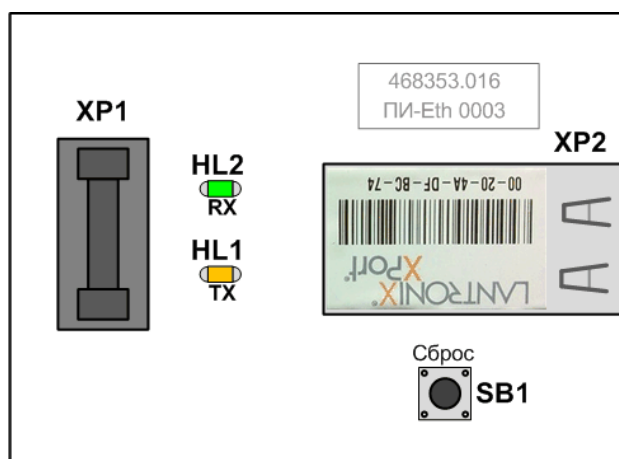 468353.016
ПИ-Eth 0003
XP1
XP2
HL2
RX
HL1
TX
00-20-4A-DF-BC-74
XPort®
LANTRONIX®
Сброс
SB1